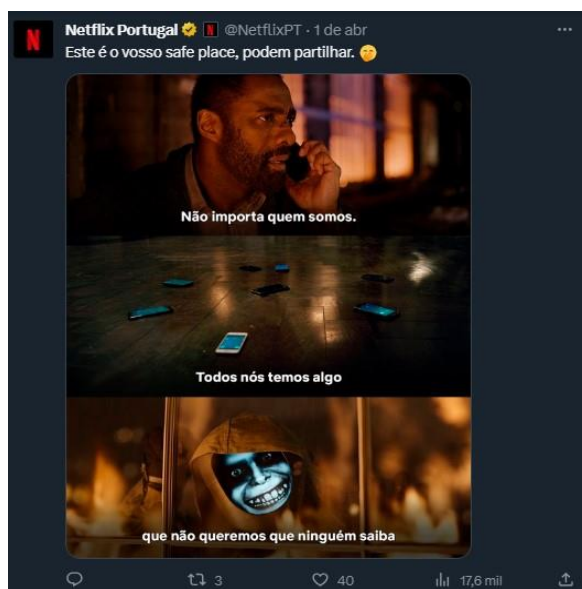 Netflix Portugal @NetflixPT · 1 de abr
Este é o vosso safe place, podem partilhar. 🤭
Não importa quem somos.
Todos nós temos algo
que não queremos que ninguém saiba
3 40 17,6 mil